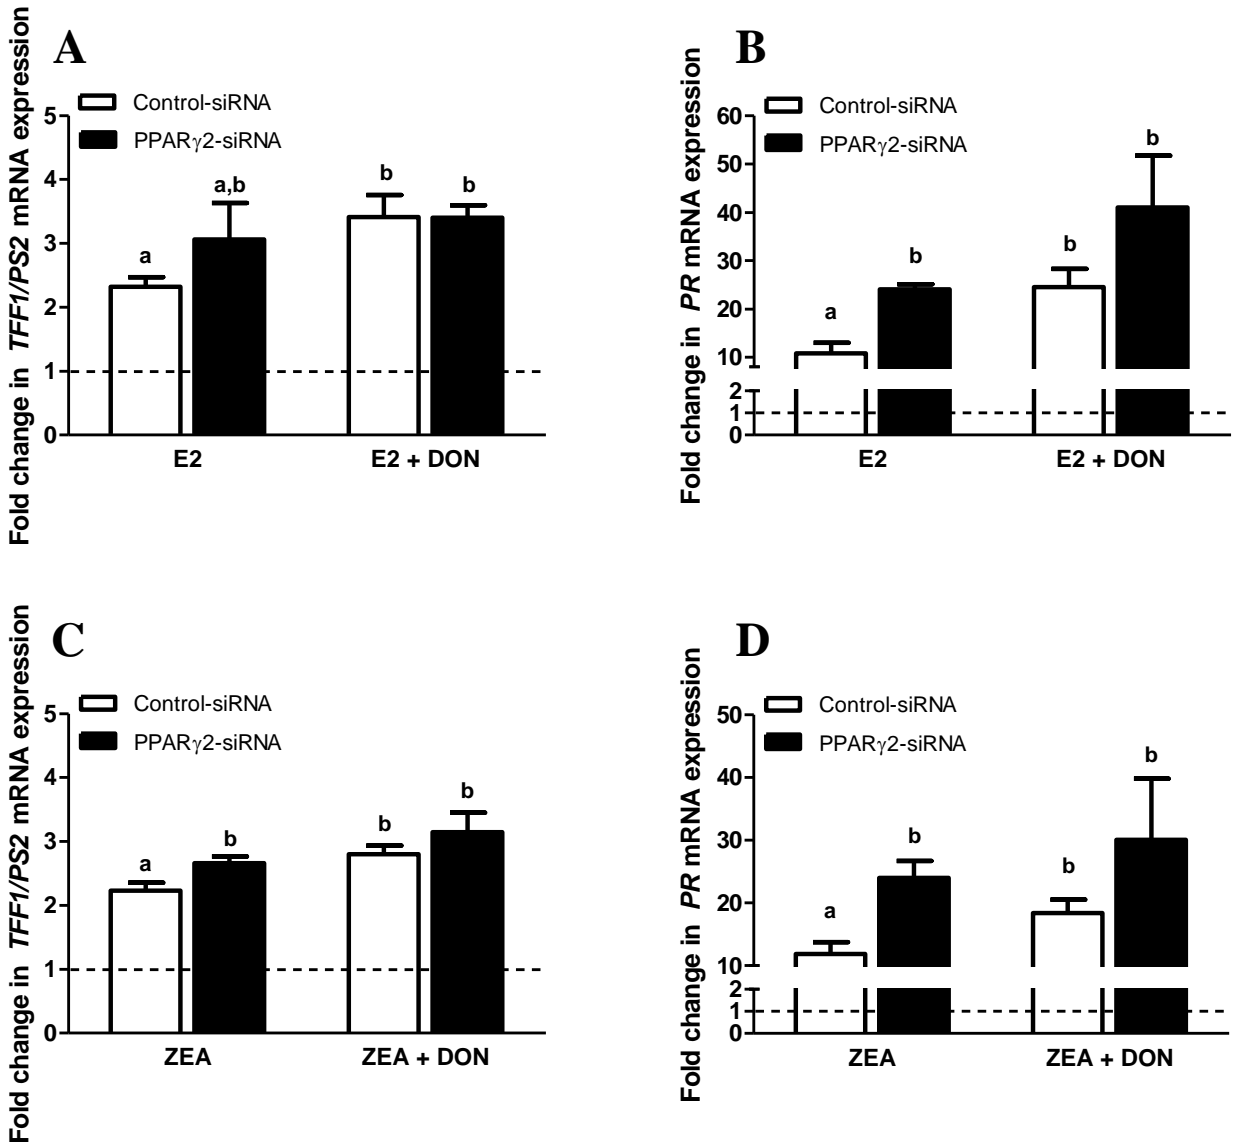 A
Fold change in TFF1/PS2 mRNA expression
Control-siRNA
PPARγ2-siRNA
5
4
3
2
1
0
a
a,b
b
b
E2
E2 + DON
B
Fold change in PR mRNA expression
Control-siRNA
PPARγ2-siRNA
60
50
40
30
20
10
2
1
0
a
b
b
b
E2
E2 + DON
C
Fold change in TFF1/PS2 mRNA expression
Control-siRNA
PPARγ2-siRNA
5
4
3
2
1
0
a
b
b
b
ZEA
ZEA + DON
D
Fold change in PR mRNA expression
Control-siRNA
PPARγ2-siRNA
50
40
30
20
10
2
1
0
a
b
b
b
ZEA
ZEA + DON